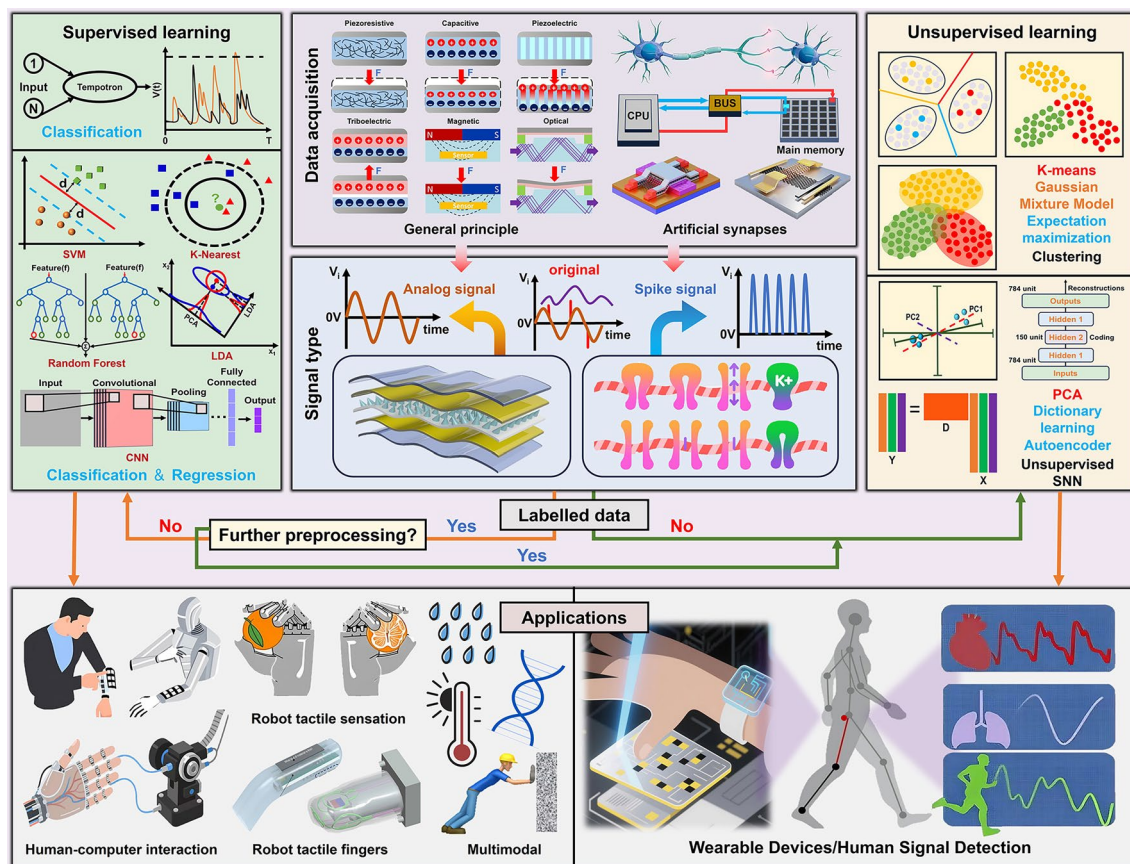 Supervised learning
1
Input
N
Tempotron
V(t)
0
T
Classification
d
d
SVM
?
K-Nearest
Feature(f)
Feature(f)
Σ
Random Forest
x₂
PCA
LDA
x₁
LDA
Input
Convolutional
Pooling
Fully
Connected
Output
CNN
Classification & Regression
Data acquisition
Piezoresistive
Capacitive
Piezoelectric
F
F
F
Triboelectric
Magnetic
Optical
N
S
Sensor
F
F
F
N
S
Sensor
General principle
CPU
BUS
Main memory
Artificial synapses
Signal type
Vi
0V
time
Analog signal
original
Vi
0V
time
Spike signal
Vi
0V
time
K+
Unsupervised learning
K-means
Gaussian
Mixture Model
Expectation
maximization
Clustering
PC2
PC1
784 unit
Reconstructions
Outputs
Hidden 1
150 unit
Hidden 2
Coding
Hidden 1
784 unit
Inputs
Y
=
D
X
PCA
Dictionary
learning
Autoencoder
Unsupervised
SNN
No
Further preprocessing?
Yes
Labelled data
No
Yes
Applications
Robot tactile sensation
Human-computer interaction
Robot tactile fingers
Multimodal
Wearable Devices/Human Signal Detection